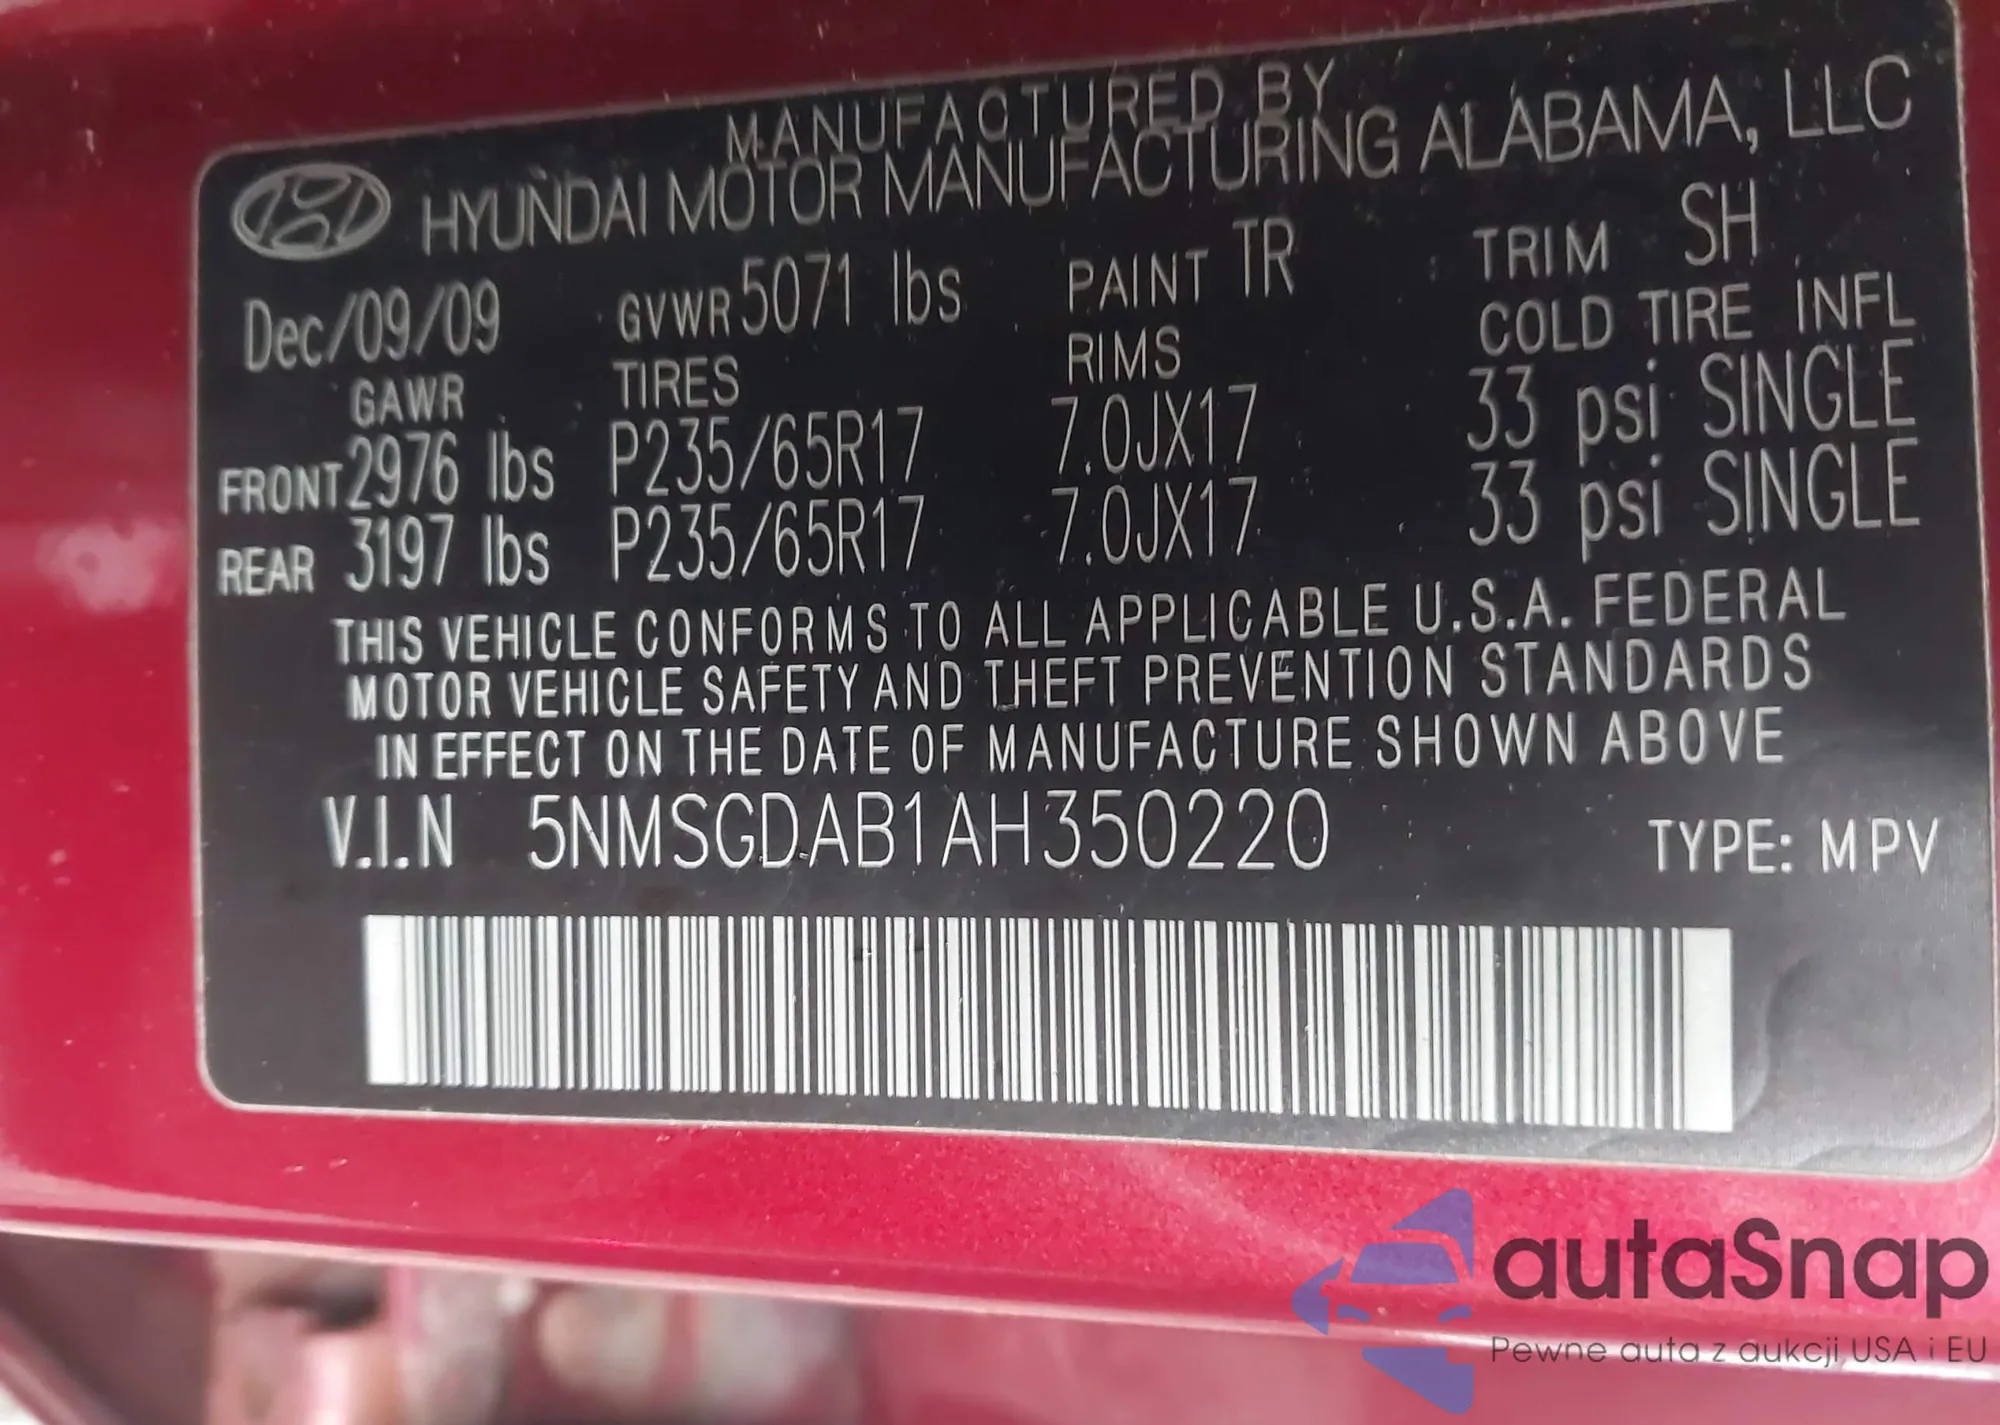 MANUFACTURED BY
HYUNDAI MOTOR MANUFACTURING ALABAMA, LLC
Dec/09/09 GVWR 5071 lbs PAINT TR TRIM SH
GAWR TIRES RIMS COLD TIRE INFL
FRONT 2976 lbs P235/65R17 7.0JX17 33 psi SINGLE
REAR 3197 lbs P235/65R17 7.0JX17 33 psi SINGLE
THIS VEHICLE CONFORMS TO ALL APPLICABLE U.S.A. FEDERAL
MOTOR VEHICLE SAFETY AND THEFT PREVENTION STANDARDS
IN EFFECT ON THE DATE OF MANUFACTURE SHOWN ABOVE
V.I.N 5NMSGDAB1AH350220 TYPE: MPV
autaSnap
Pewne auta z aukcji USA i EU